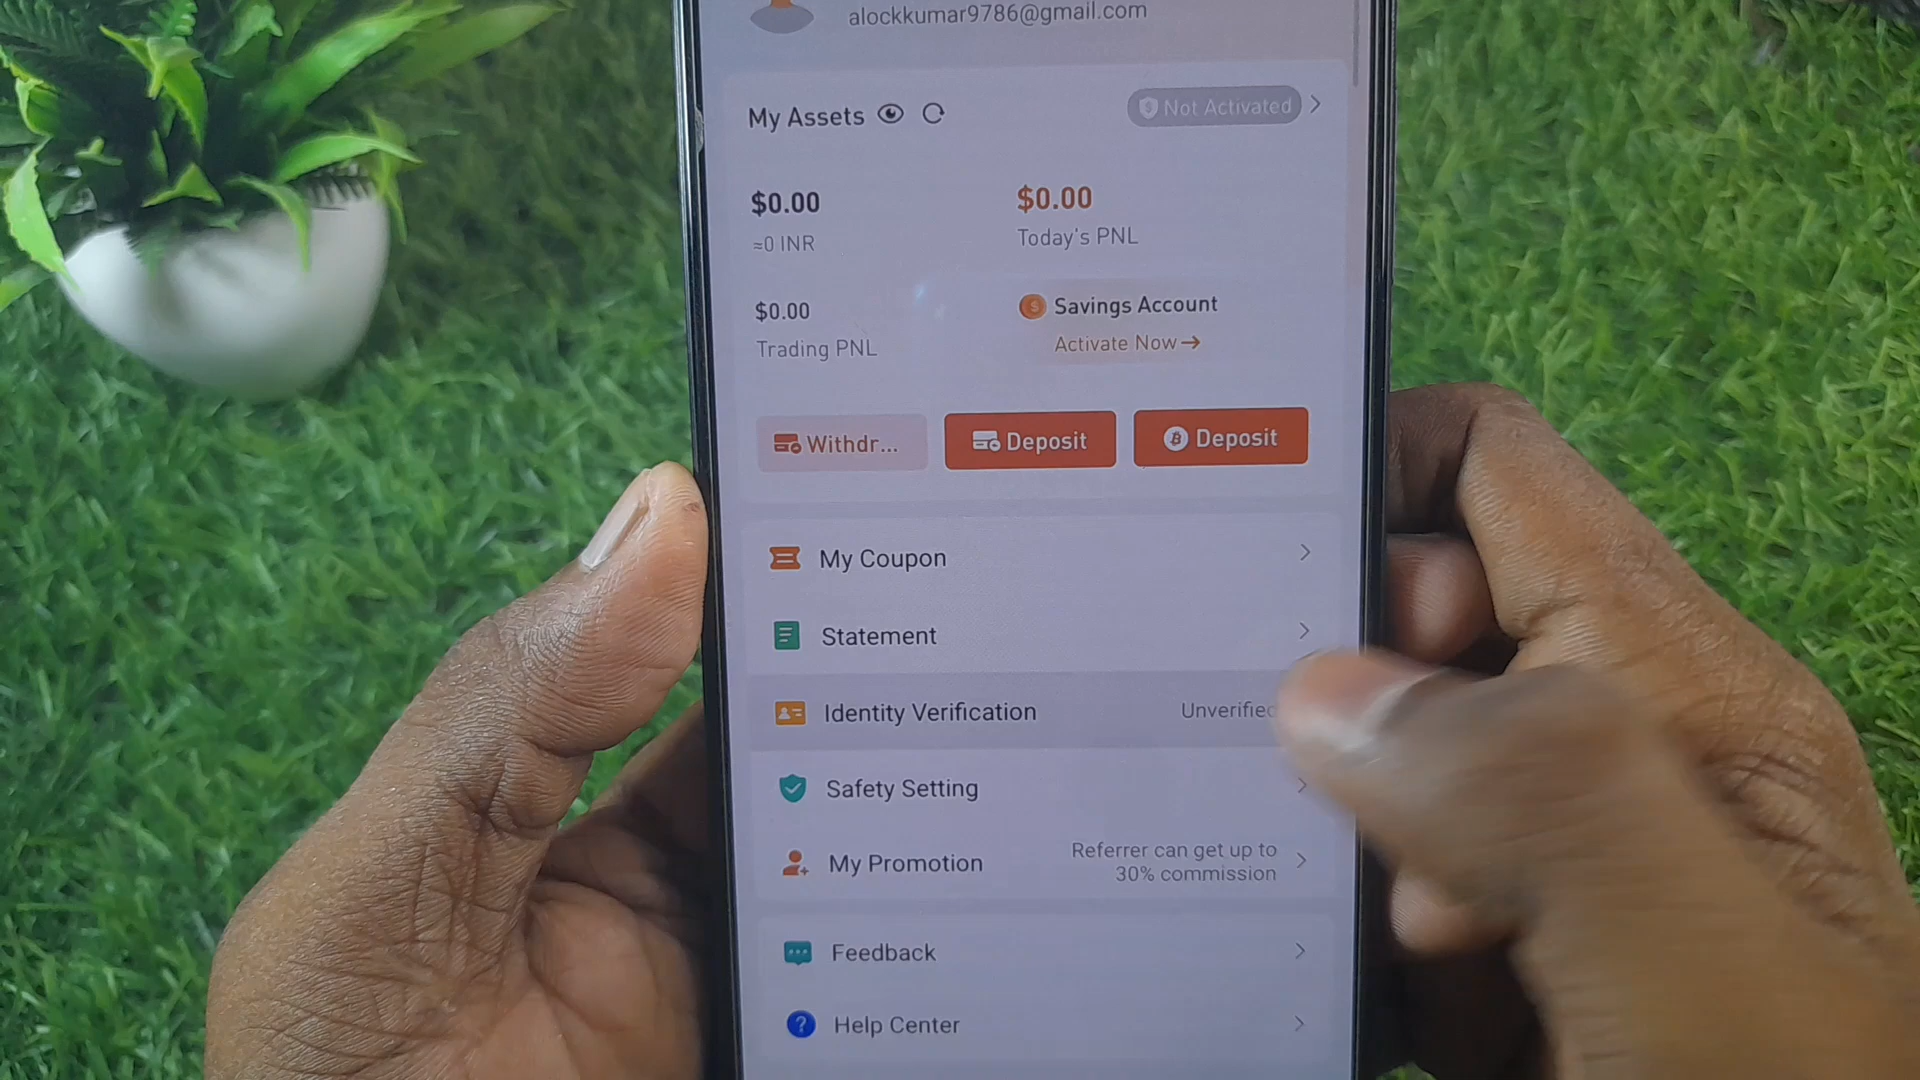 alockkumar9786@gmail.com
My Assets
Not Activated
$0.00
$0.00
≈0 INR
Today's PNL
$0.00
Savings Account
Trading PNL
Activate Now→
Withdr...
Deposit
Deposit
My Coupon
Statement
Identity Verification
Unverified
Safety Setting
My Promotion
Referrer can get up to
30% commission
Feedback
Help Center